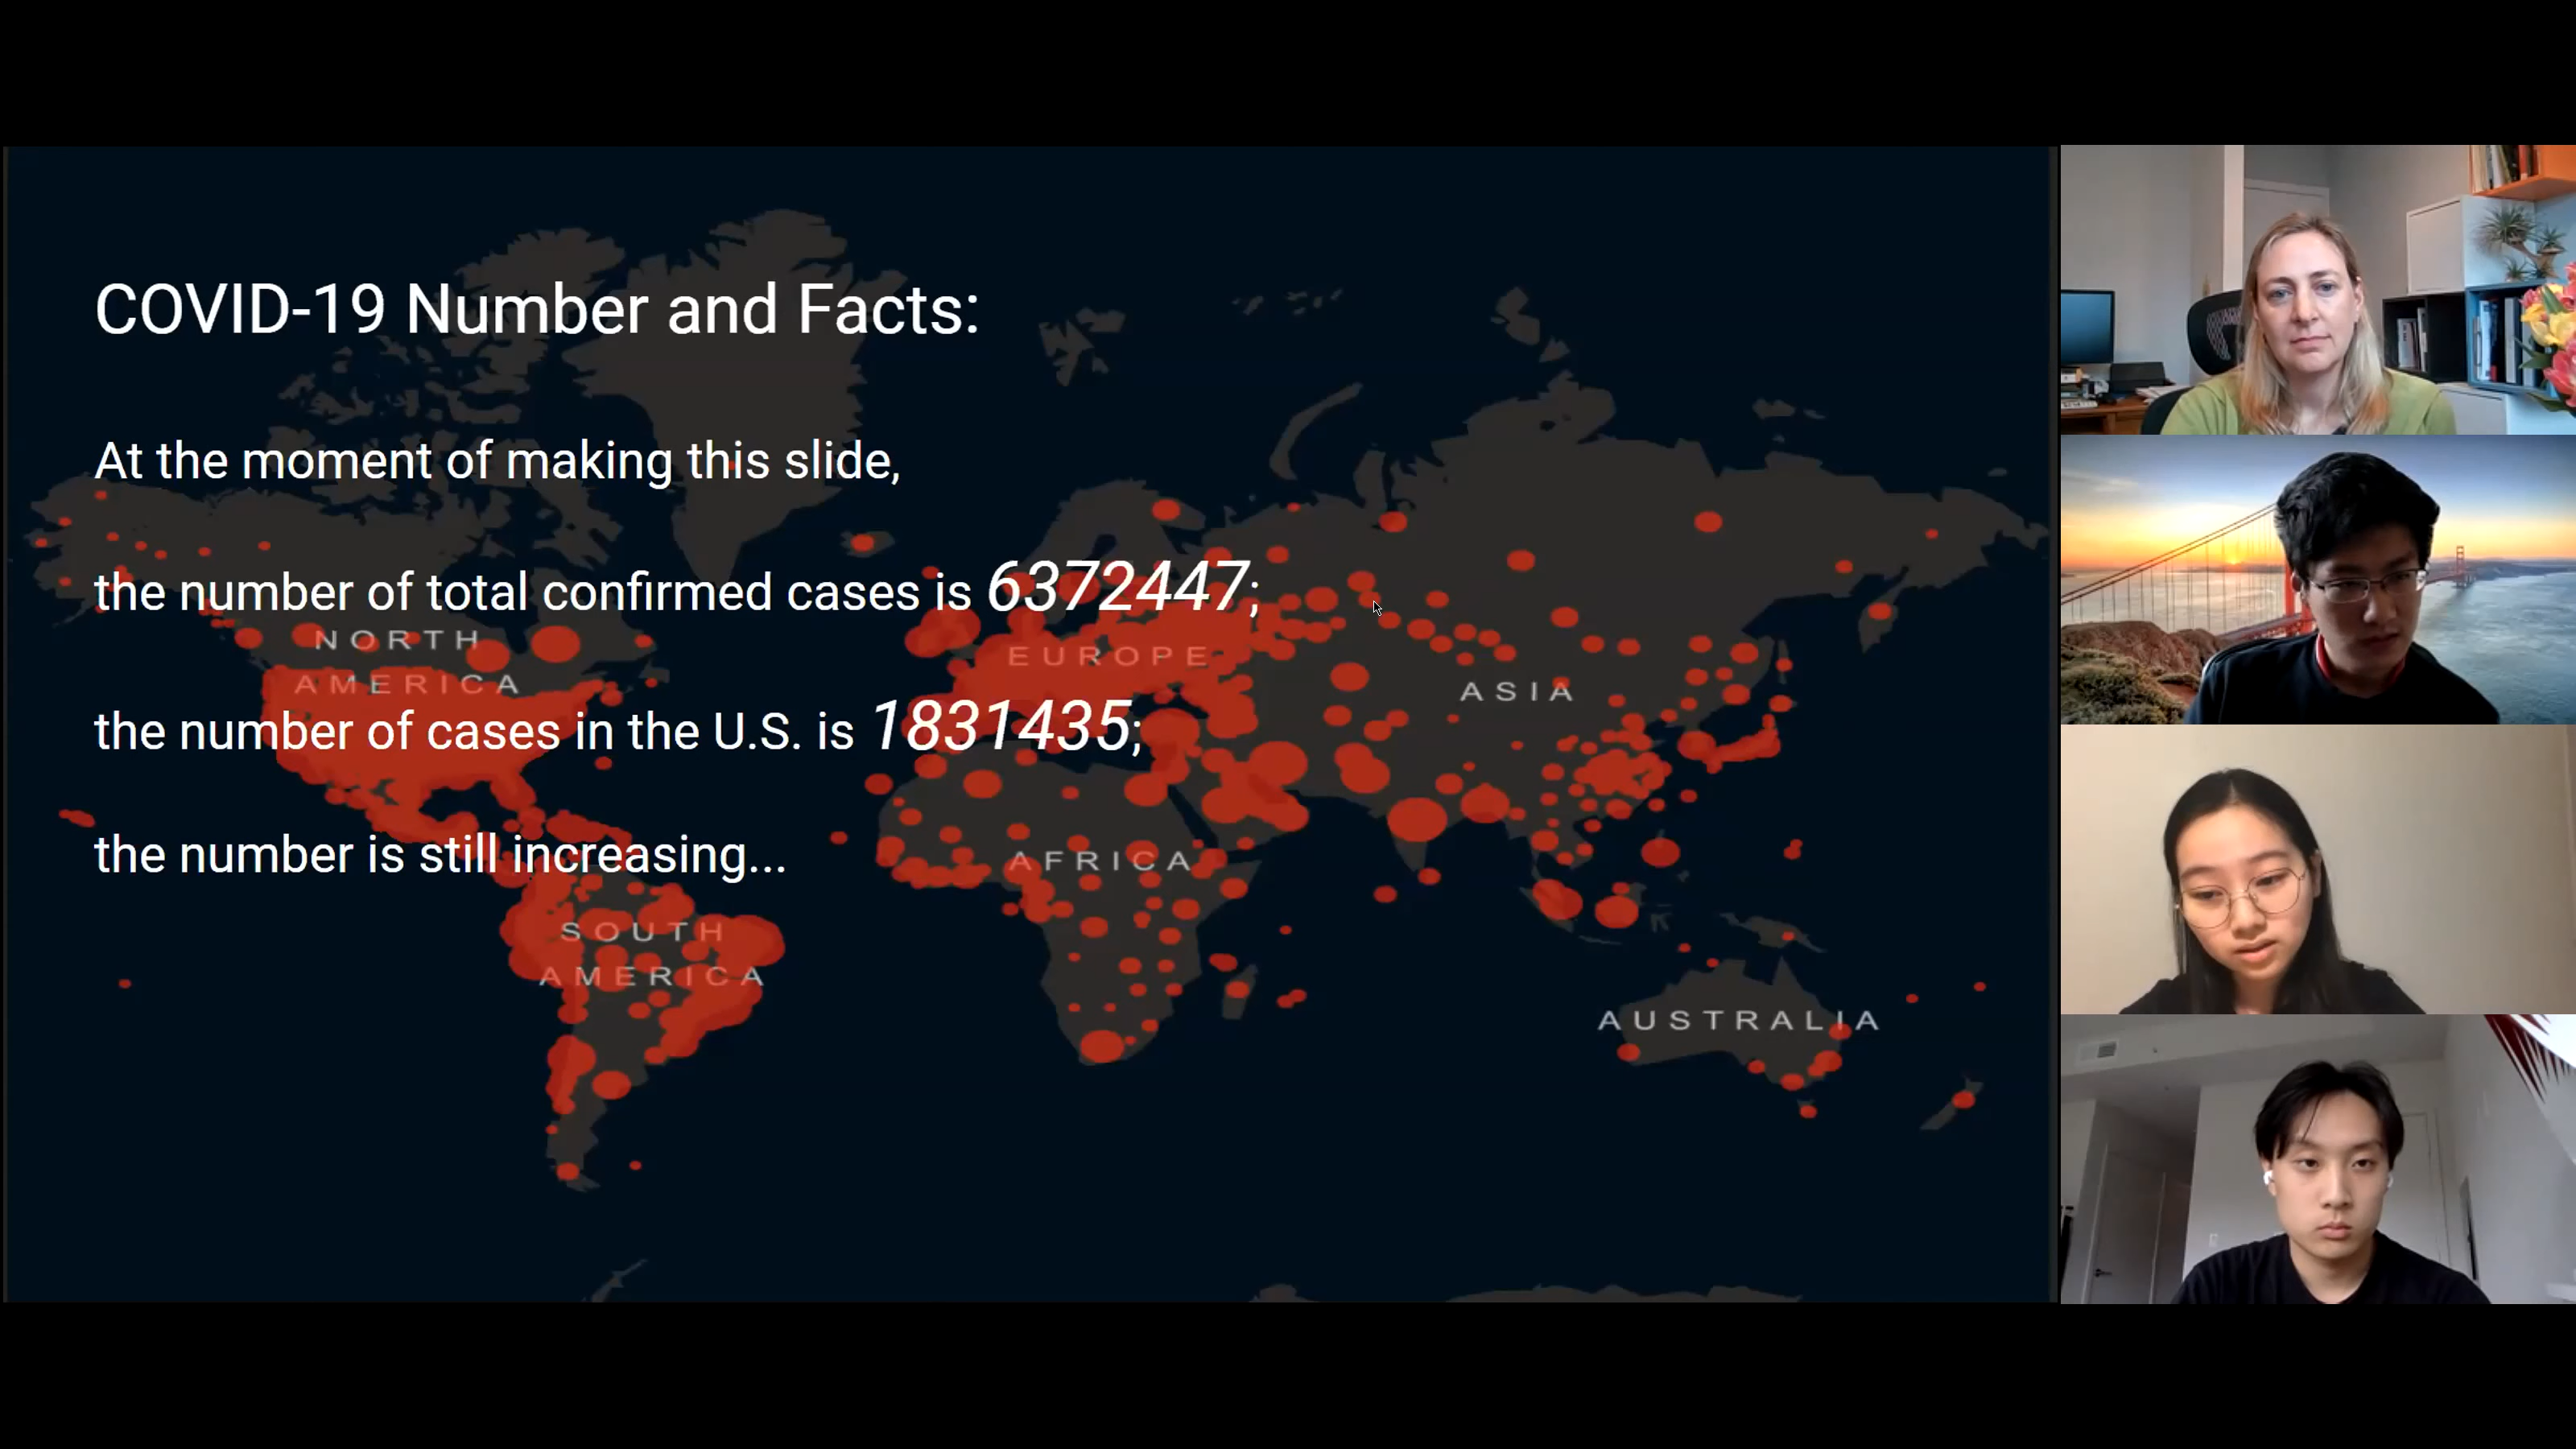 COVID-19 Number and Facts:
At the moment of making this slide,
the number of total confirmed cases is 6372447;
the number of cases in the U.S. is 1831435;
the number is still increasing...
NORTH
AMERICA
EUROPE
ASIA
AFRICA
SOUTH
AMERICA
AUSTRALIA